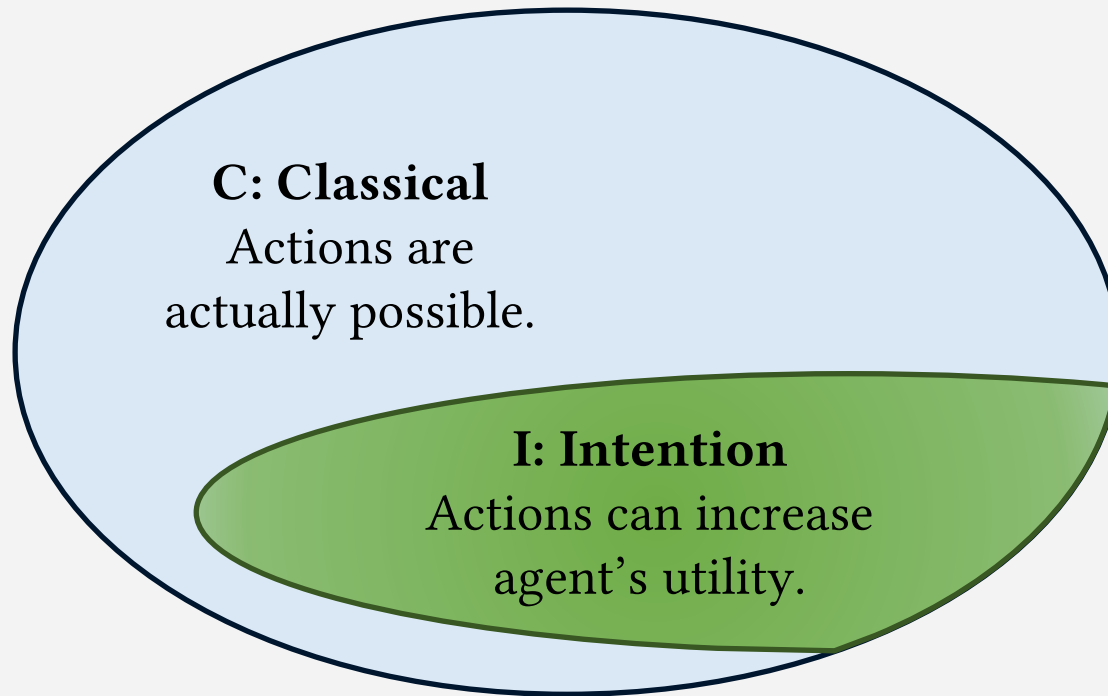 C: Classical
Actions are
actually possible.
I: Intention
Actions can increase
agent’s utility.